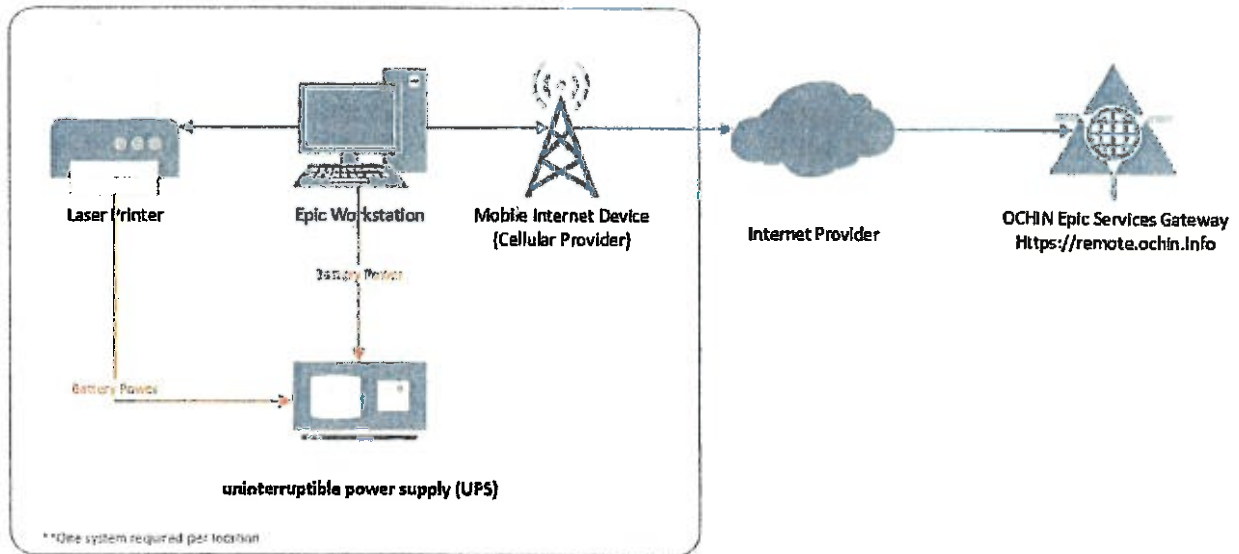 Laser Printer
Epic Workstation
Mobile Internet Device
(Cellular Provider)
Internet Provider
OCHIN Epic Services Gateway
Https://remote.ochin.Info
Battery Power
Battery Power
uninterruptible power supply (UPS)
**One system required per location